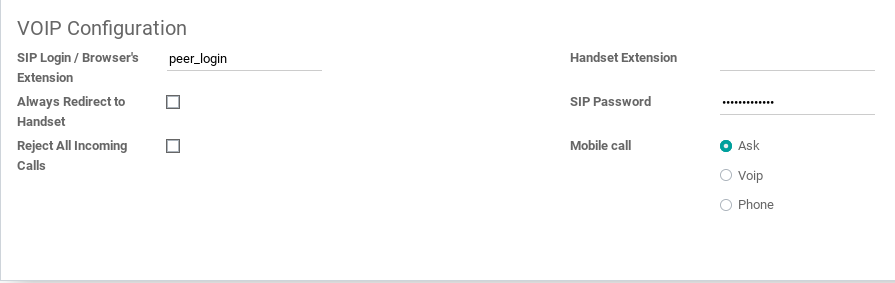 VOIP Configuration
SIP Login / Browser's
Extension
peer_login
Always Redirect to
Handset
Reject All Incoming
Calls
Handset Extension
SIP Password
•••••••••••••
Mobile call
Ask
Voip
Phone